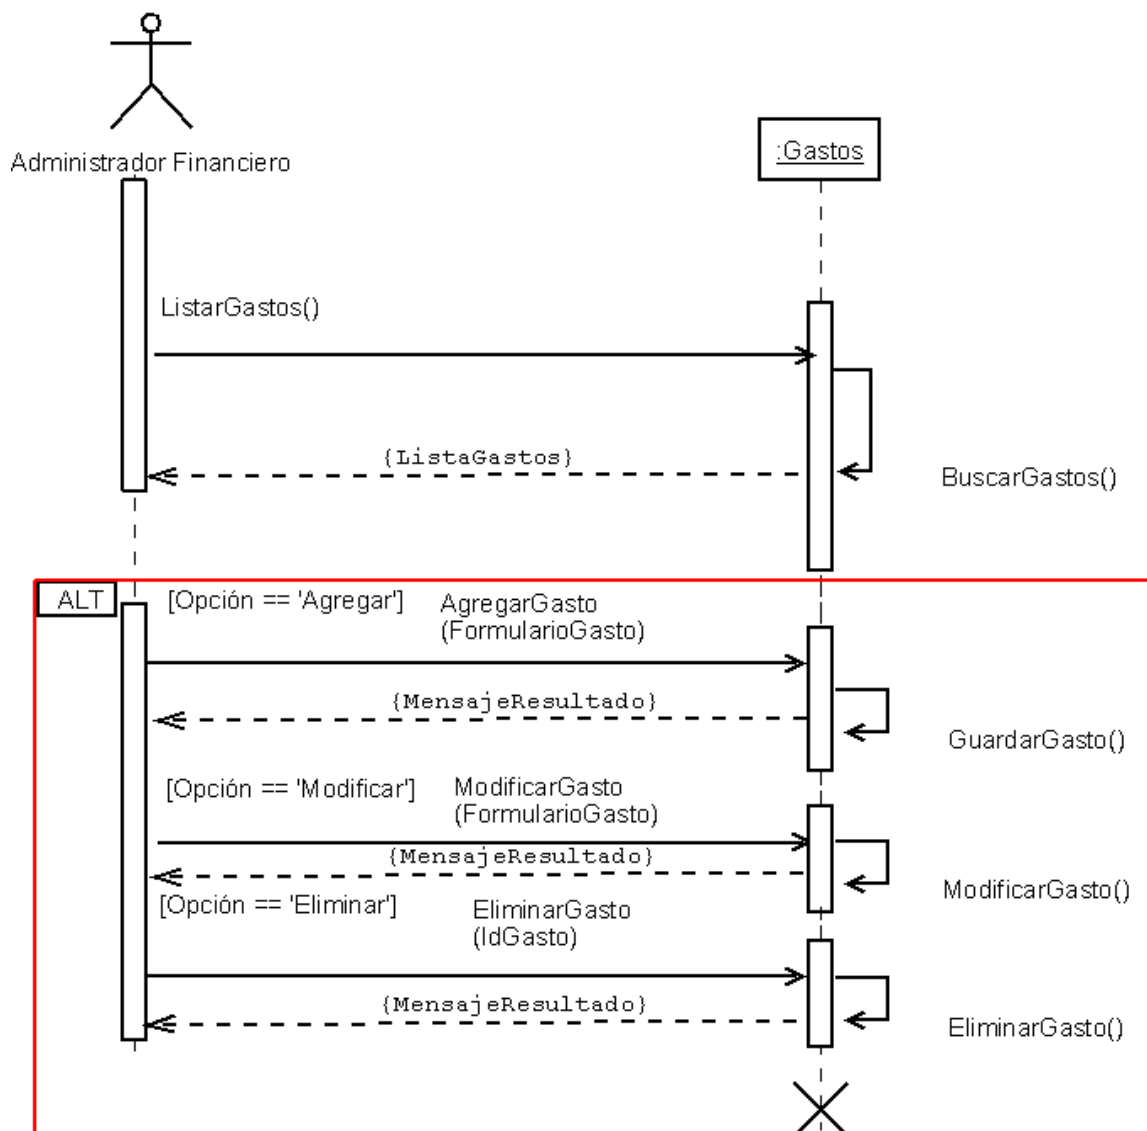 Administrador Financiero
:Gastos
ListarGastos()
{ListaGastos}
BuscarGastos()
ALT
[Opción == 'Agregar']
AgregarGasto
(FormularioGasto)
{MensajeResultado}
GuardarGasto()
[Opción == 'Modificar']
ModificarGasto
(FormularioGasto)
{MensajeResultado}
ModificarGasto()
[Opción == 'Eliminar']
EliminarGasto
(IdGasto)
{MensajeResultado}
EliminarGasto()